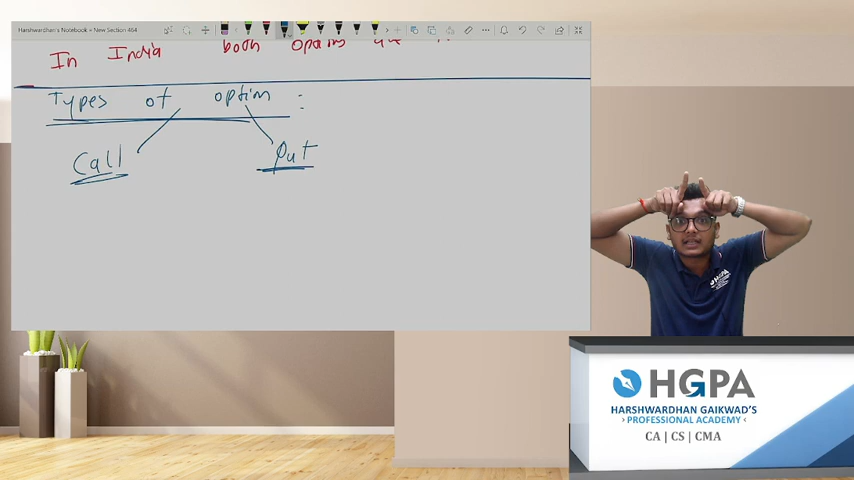 Harshwardhan's Notebook » New Section 464
In India both options
Types of option :
Call Put
HGPA
HGPA
HARSHWARDHAN GAIKWAD'S
› PROFESSIONAL ACADEMY ‹
CA | CS | CMA